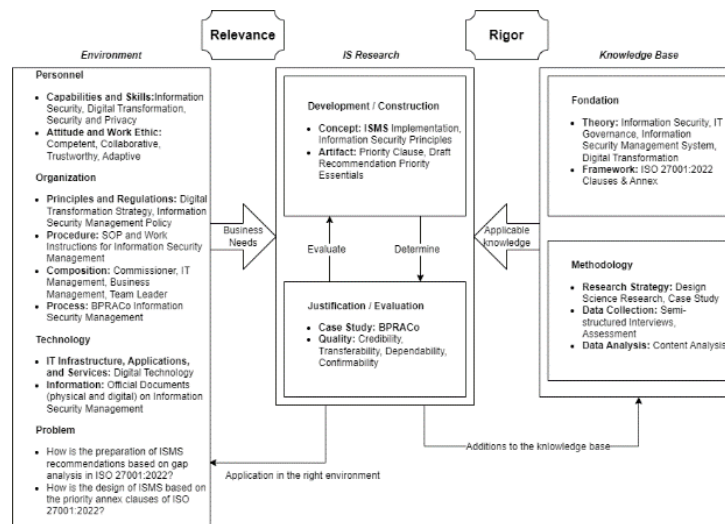 Relevance
Rigor
Environment
IS Research
Knowledge Base
Personnel
• Capabilities and Skills:Information
Security, Digital Transformation,
Security and Privacy
• Attitude and Work Ethic:
Competent, Collaborative,
Trustworthy, Adaptive
Organization
• Principles and Regulations: Digital
Transformation Strategy, Information
Security Management Policy
• Procedure: SOP and Work
Instructions for Information Security
Management
• Composition: Commissioner, IT
Management, Business
Management, Team Leader
• Process: BPRACo Information
Security Management
Technology
• IT Infrastructure, Applications,
and Services: Digital Technology
• Information: Official Documents
(physical and digital) on Information
Security Management
Problem
• How is the preparation of ISMS
recommendations based on gap
analysis in ISO 27001:2022?
• How is the design of ISMS based on
the priority annex clauses of ISO
27001:2022?
Business
Needs
Development / Construction
• Concept: ISMS Implementation,
Information Security Principles
• Artifact: Priority Clause, Draft
Recommendation Priority
Essentials
Evaluate
Determine
Justification / Evaluation
• Case Study: BPRACo
• Quality: Credibility,
Transferability, Dependability,
Confirmability
Applicable
knowledge
Fondation
• Theory: Information Security, IT
Governance, Information
Security Management System,
Digital Transformation
• Framework: ISO 27001:2022
Clauses & Annex
Methodology
• Research Strategy: Design
Science Research, Case Study
• Data Collection: Semi-
structured Interviews,
Assessment
• Data Analysis: Content Analysis
Application in the right environment
Additions to the knlowledge base